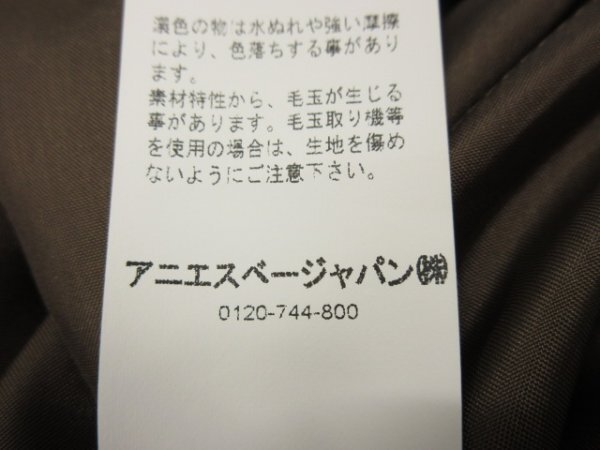 濃色の物は水ぬれや強い摩擦
により、色落ちする事があり
ます。
素材特性から、毛玉が生じる
事があります。毛玉取り機等
を使用の場合は、生地を傷め
ないようにご注意下さい。
アニエスベージャパン㈱
0120-744-800